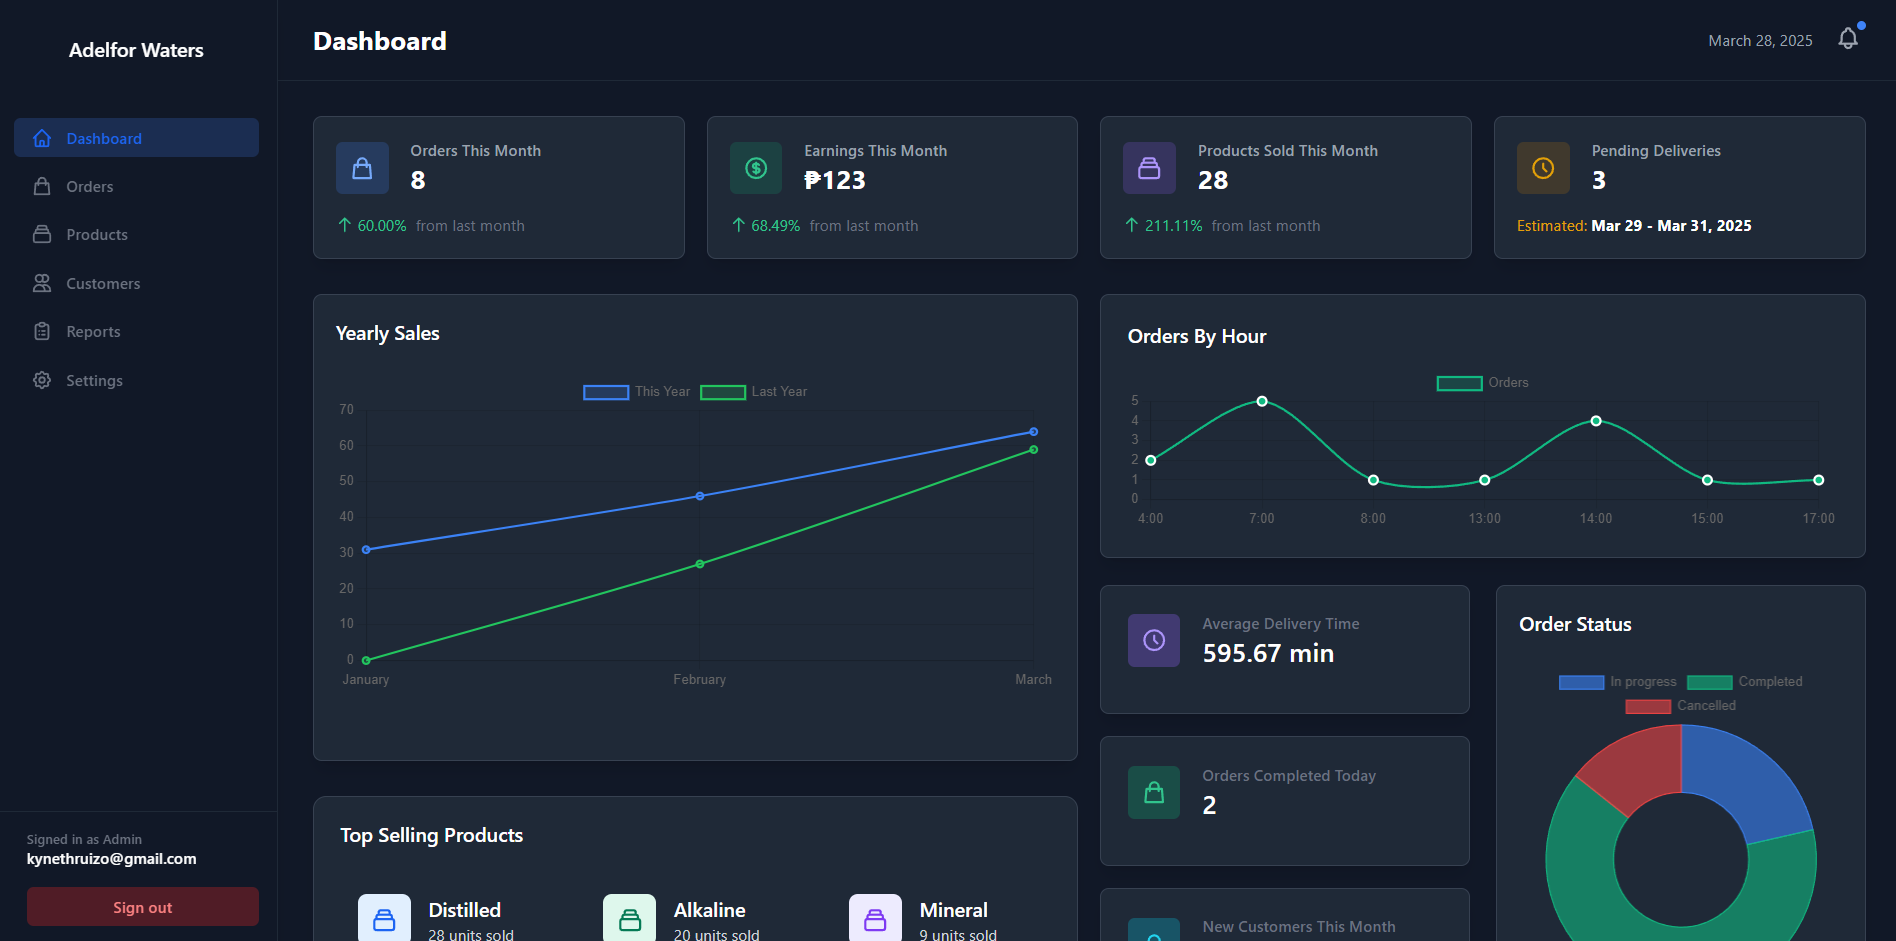 Adelfor Waters
Dashboard
Orders
Products
Customers
Reports
Settings
Signed in as Admin
kynethruizo@gmail.com
Sign out
Dashboard
March 28, 2025
Orders This Month
8
60.00% from last month
Earnings This Month
₱123
68.49% from last month
Products Sold This Month
28
211.11% from last month
Pending Deliveries
3
Estimated: Mar 29 - Mar 31, 2025
Yearly Sales
This Year Last Year
70
60
50
40
30
20
10
0
January February March
Orders By Hour
Orders
5
4
3
2
1
0
4:00 7:00 8:00 13:00 14:00 15:00 17:00
Average Delivery Time
595.67 min
Orders Completed Today
2
New Customers This Month
Order Status
In progress Completed
Cancelled
Top Selling Products
Distilled
28 units sold
Alkaline
20 units sold
Mineral
9 units sold